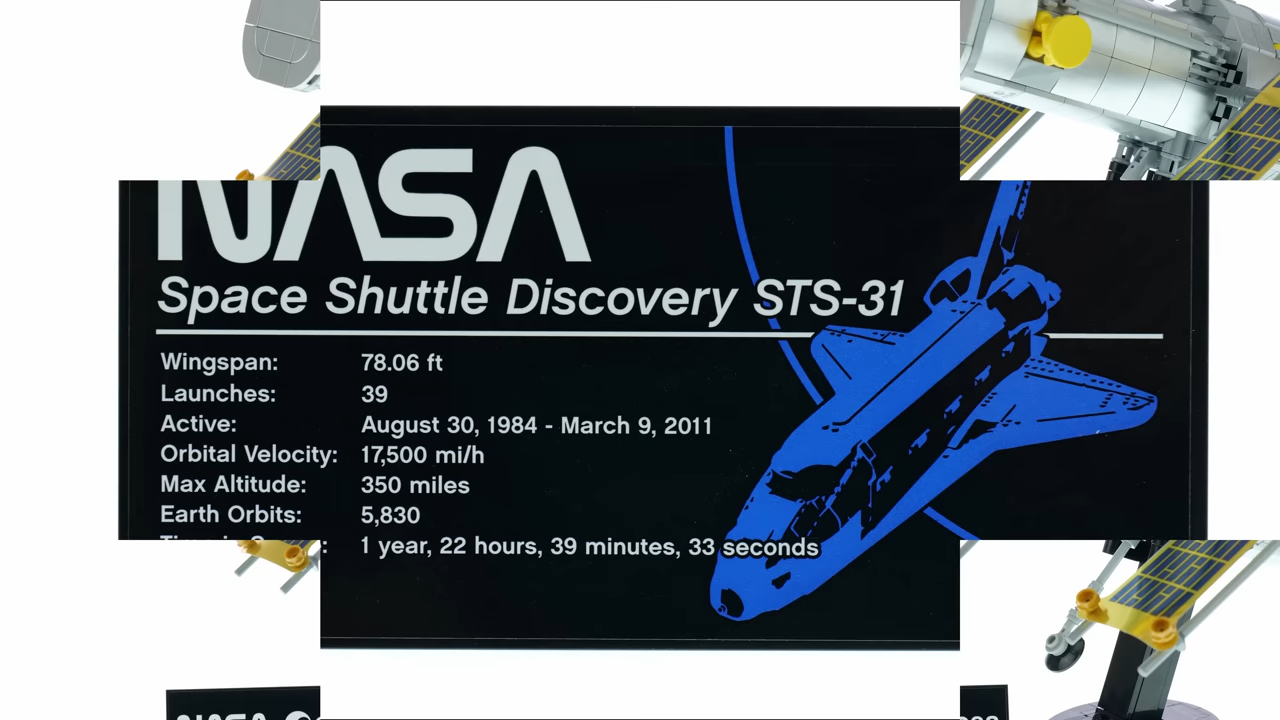 NASA
Space Shuttle Discovery STS-31
Wingspan: 78.06 ft
Launches: 39
Active: August 30, 1984 - March 9, 2011
Orbital Velocity: 17,500 mi/h
Max Altitude: 350 miles
Earth Orbits: 5,830
1 year, 22 hours, 39 minutes, 33 seconds
NASA